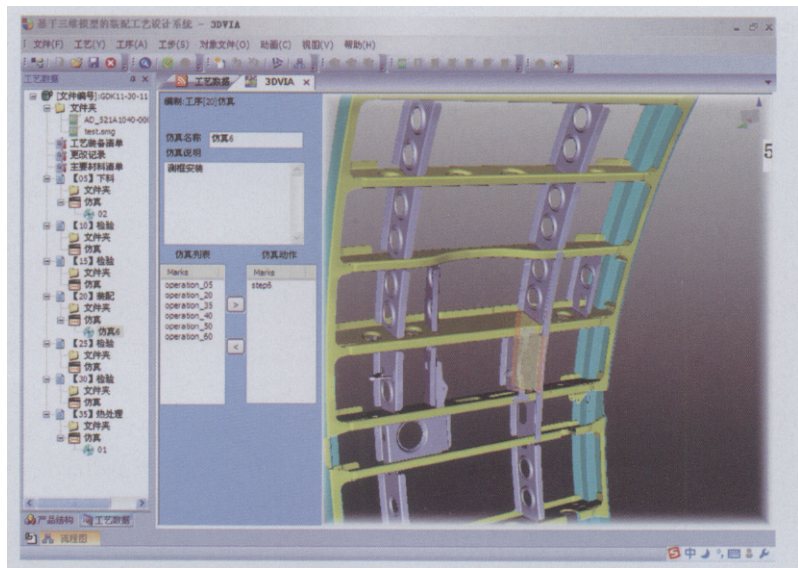 基于三维模型的装配工艺设计系统 - 3DVIA
文件(F) 工艺(Y) 工序(A) 工步(S) 对象文件(O) 动画(C) 视图(V) 帮助(H)
工艺数据
工艺数据 3DVIA
[文件编号]:GDK11-30-11
文件夹
AD_521A1040-000
test.smg
工艺装备清单
更改记录
主要材料清单
【05】下料
文件夹
仿真
02
【10】检验
文件夹
仿真
【15】检验
文件夹
仿真
【20】装配
文件夹
仿真
仿真6
【25】检验
文件夹
仿真
【30】检验
文件夹
仿真
【35】热处理
文件夹
仿真
01
产品结构 工艺数据
流程图
编制:工序[20]仿真
仿真名称 仿真6
仿真说明
侧框安装
仿真列表 仿真动作
Marks Marks
operation_05 step6
operation_20
operation_35
operation_40
operation_50
operation_60
>
<
5
中